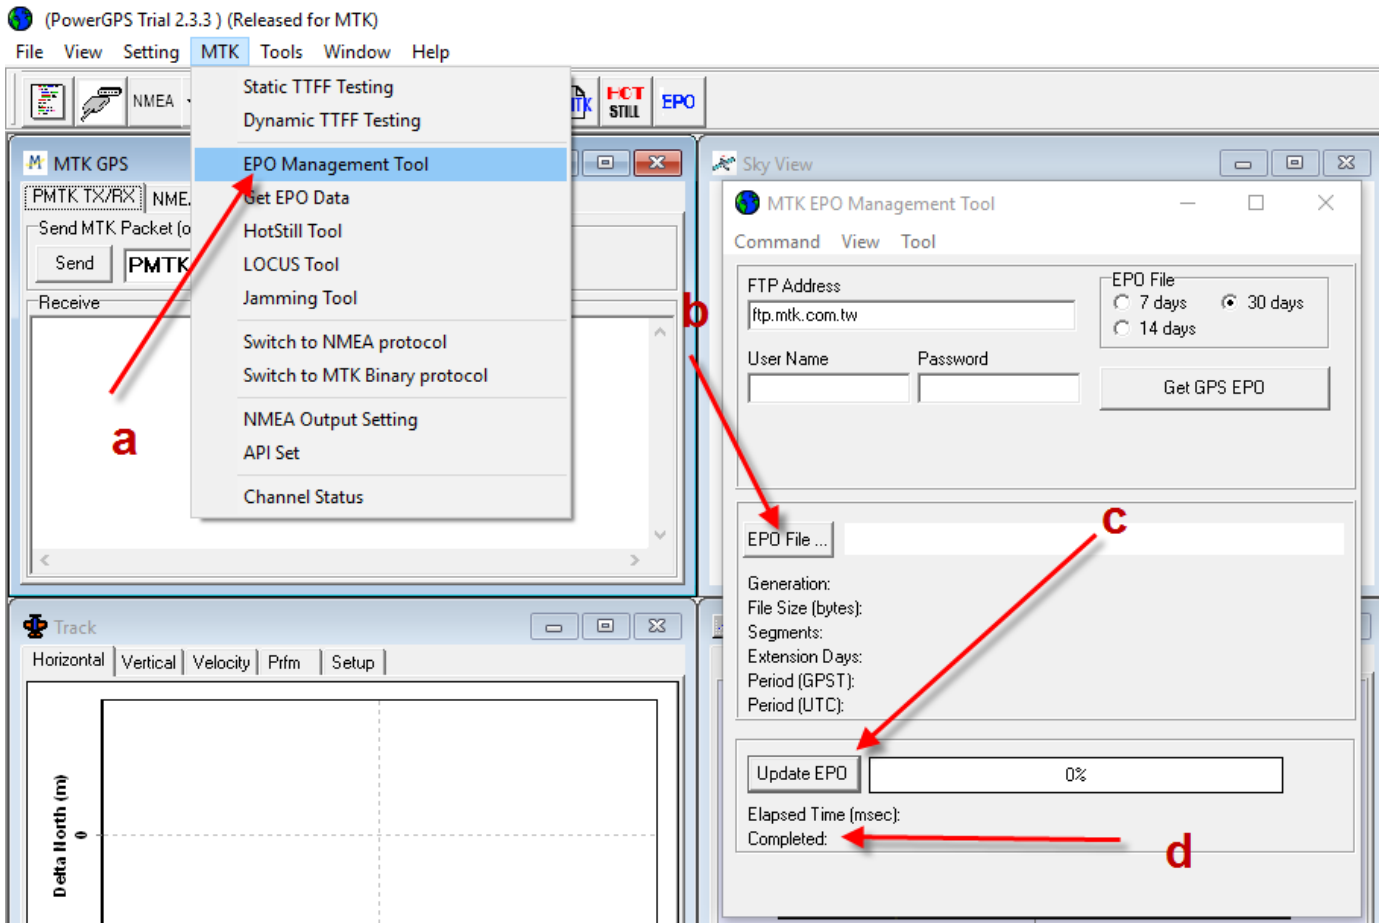 (PowerGPS Trial 2.3.3 ) (Released for MTK)
File View Setting MTK Tools Window Help
NMEA
HOT STILL
EPO
Static TTFF Testing
Dynamic TTFF Testing
EPO Management Tool
Get EPO Data
HotStill Tool
LOCUS Tool
Jamming Tool
Switch to NMEA protocol
Switch to MTK Binary protocol
NMEA Output Setting
API Set
Channel Status
MTK GPS
PMTK TX/RX
Send MTK Packet
Send
PMTK
Receive
a
b
Sky View
MTK EPO Management Tool
Command View Tool
FTP Address
ftp.mtk.com.tw
EPO File
7 days
30 days
14 days
User Name
Password
Get GPS EPO
EPO File ...
c
Generation:
File Size (bytes):
Segments:
Extension Days:
Period (GPST):
Period (UTC):
Update EPO
0%
Elapsed Time (msec):
Completed:
d
Track
Horizontal Vertical Velocity Prfm Setup
Delta North (m)
0